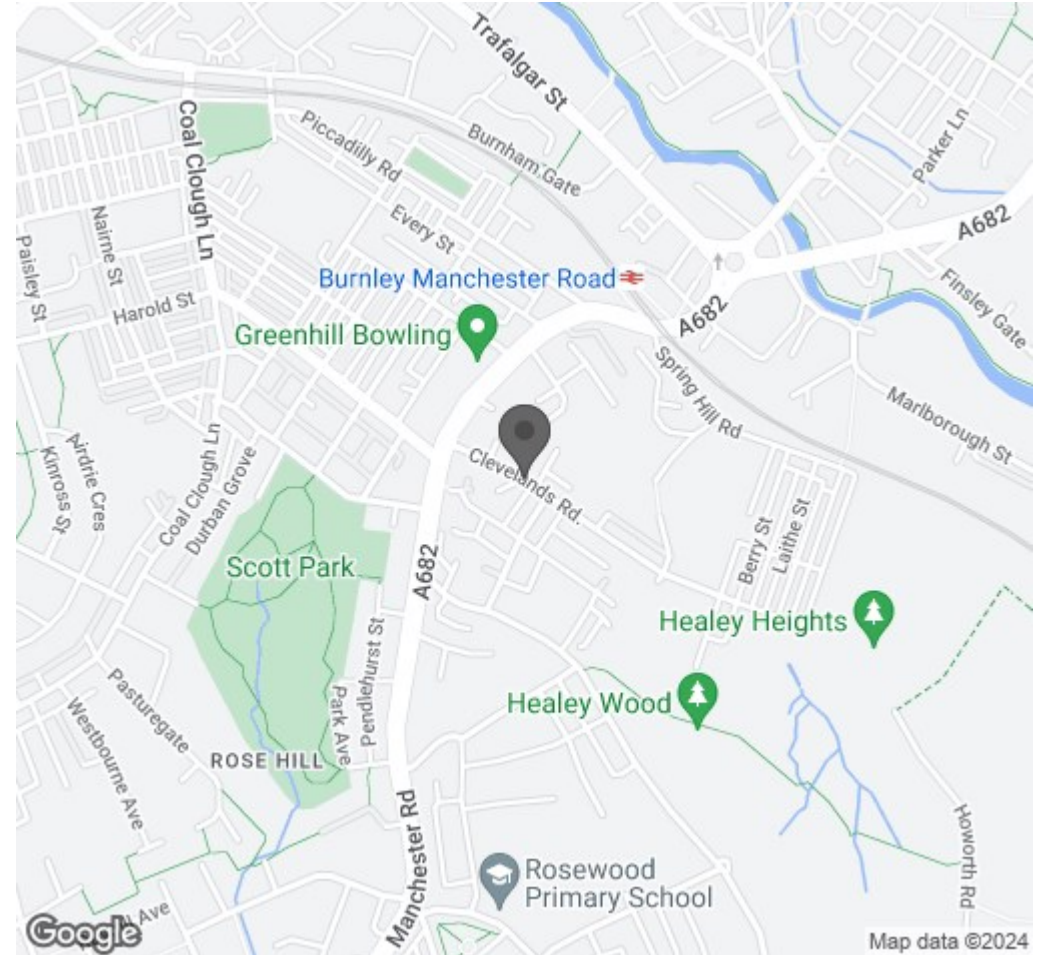 Trafalgar St
Coal Clough Ln
Piccadilly Rd
Burnham Gate
Parker Ln
Nairne St
Every St
A682
Paisley St
Burnley Manchester Road
Finsley Gate
Harold St
A682
Greenhill Bowling
Spring Hill Rd
Marlborough St
Airdrie Cres
Kinross St
Coal Clough Ln
Durban Grove
Clevelands Rd.
Berry St
Laithe St
Scott Park
A682
Healey Heights
Pendlehurst St
Park Ave
Pasturegate
Healey Wood
Westbourne Ave
ROSE HILL
Manchester Rd
Howorth Rd
Rosewood
Primary School
Ave
Google
Map data ©2024